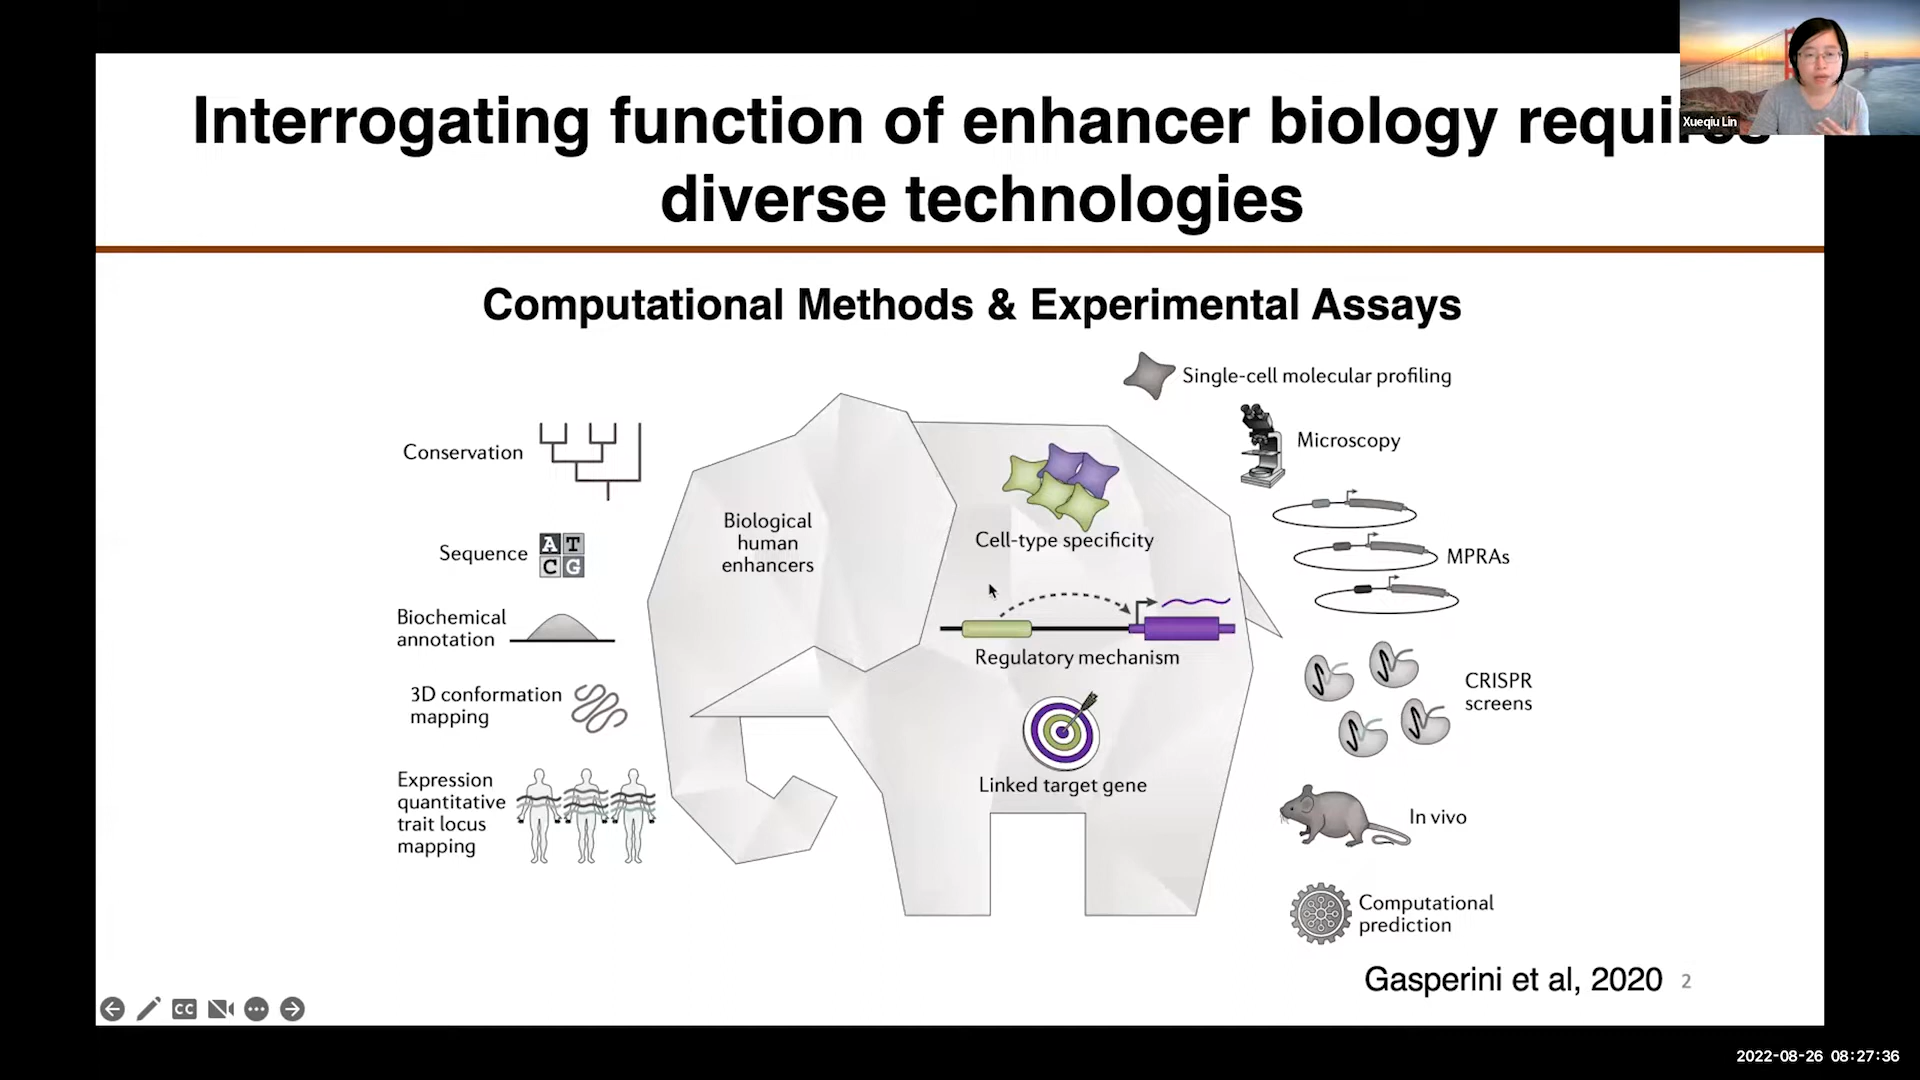 Interrogating function of enhancer biology requires
diverse technologies
Xueqiu Lin
Computational Methods & Experimental Assays
Conservation
Sequence
A T
C G
Biochemical
annotation
3D conformation
mapping
Expression
quantitative
trait locus
mapping
Biological
human
enhancers
Cell-type specificity
Regulatory mechanism
Linked target gene
Single-cell molecular profiling
Microscopy
MPRAs
CRISPR
screens
In vivo
Computational
prediction
Gasperini et al, 2020
2
CC
2022-08-26 08:27:36